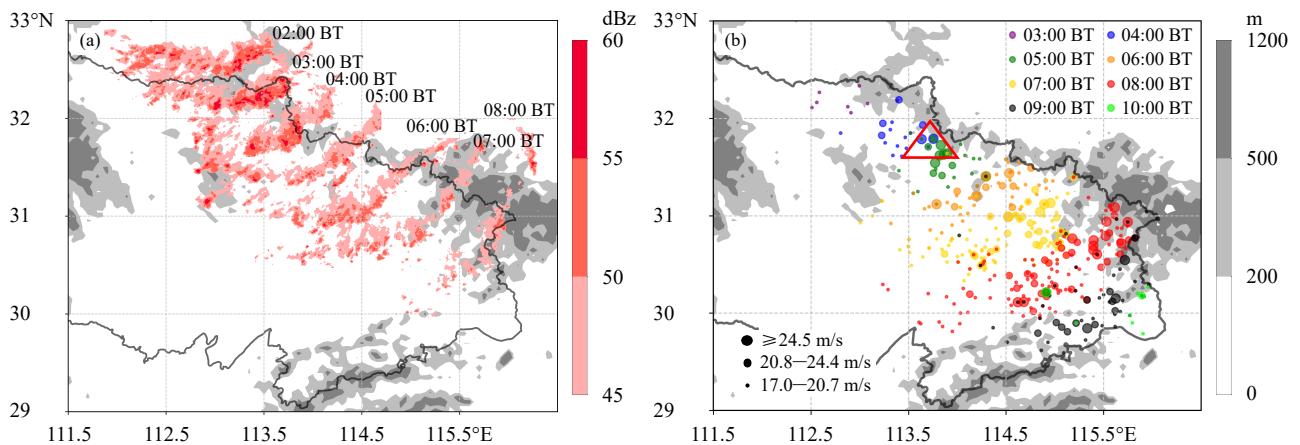 33°N
(a)
02:00 BT
03:00 BT
04:00 BT
05:00 BT
06:00 BT
07:00 BT
08:00 BT
32
31
30
29
111.5
112.5
113.5
114.5
115.5°E
dBz
60
55
50
45
33°N
(b)
03:00 BT
04:00 BT
05:00 BT
06:00 BT
07:00 BT
08:00 BT
09:00 BT
10:00 BT
32
31
30
29
⩾24.5 m/s
20.8—24.4 m/s
17.0—20.7 m/s
111.5
112.5
113.5
114.5
115.5°E
m
1200
500
200
0